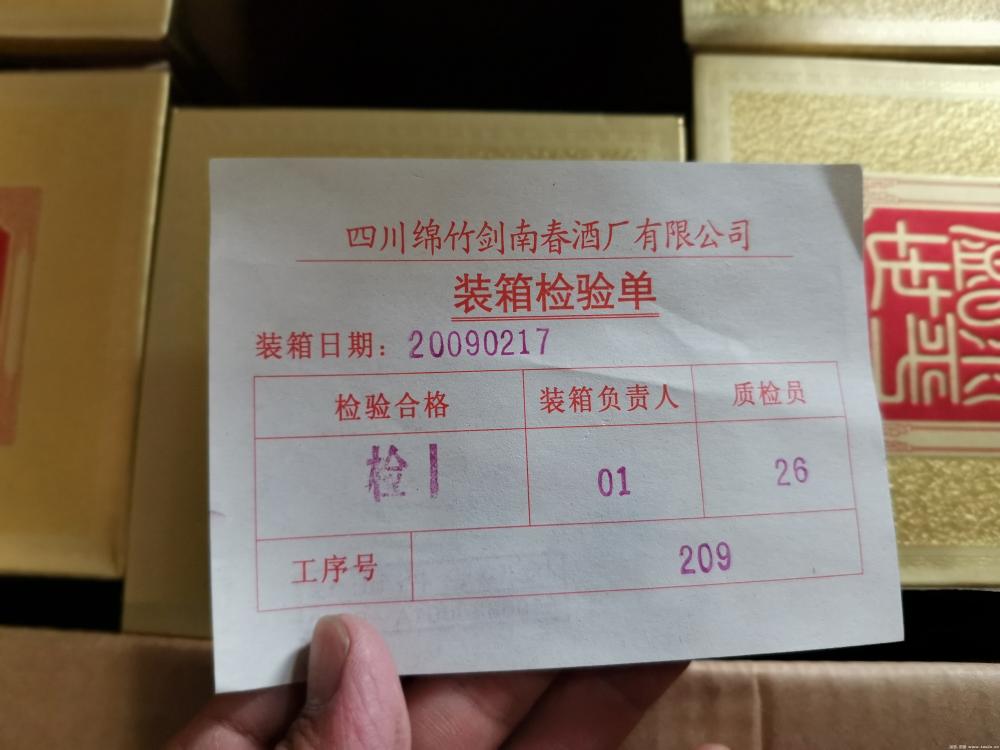 四川绵竹剑南春酒厂有限公司
装箱检验单
装箱日期：20090217
检验合格 装箱负责人 质检员
检 01 26
工序号 209